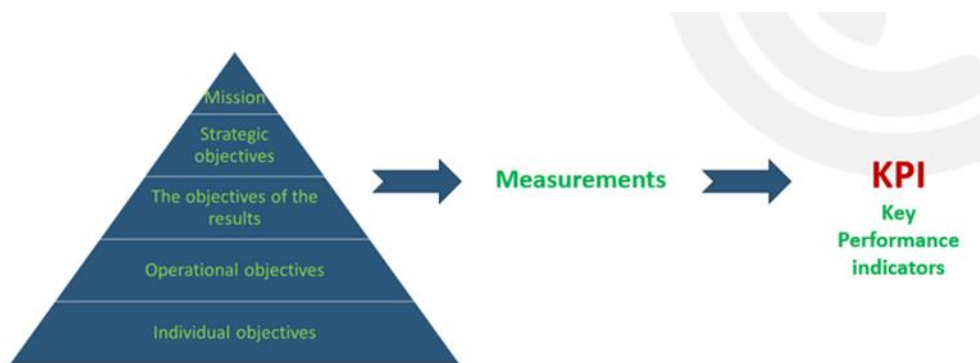 Mission
Strategic
objectives
The objectives of the
results
Operational objectives
Individual objectives
Measurements
KPI
Key
Performance
indicators